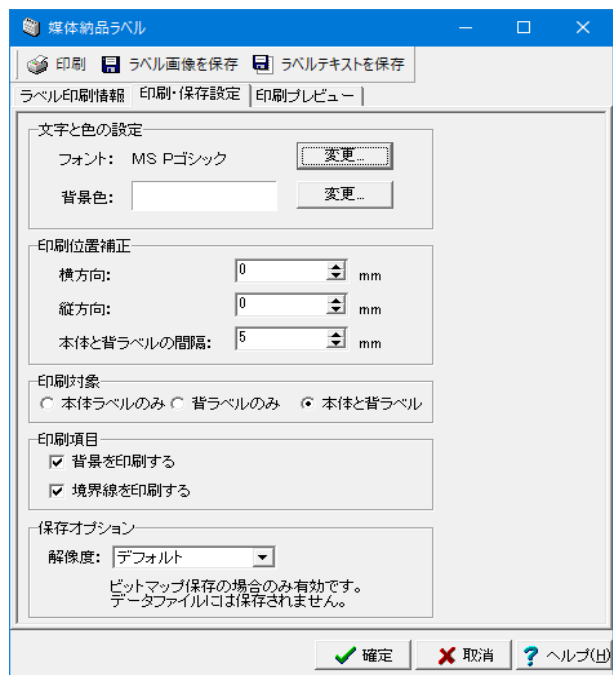 媒体納品ラベル
印刷 ラベル画像を保存 ラベルテキストを保存
ラベル印刷情報 印刷・保存設定 印刷プレビュー
文字と色の設定
フォント: MS Pゴシック 変更...
背景色: 変更...
印刷位置補正
横方向: 0 mm
縦方向: 0 mm
本体と背ラベルの間隔: 5 mm
印刷対象
本体ラベルのみ 背ラベルのみ 本体と背ラベル
印刷項目
背景を印刷する
境界線を印刷する
保存オプション
解像度: デフォルト
ビットマップ保存の場合のみ有効です。
データファイルには保存されません。
確定 取消 ヘルプ(H)